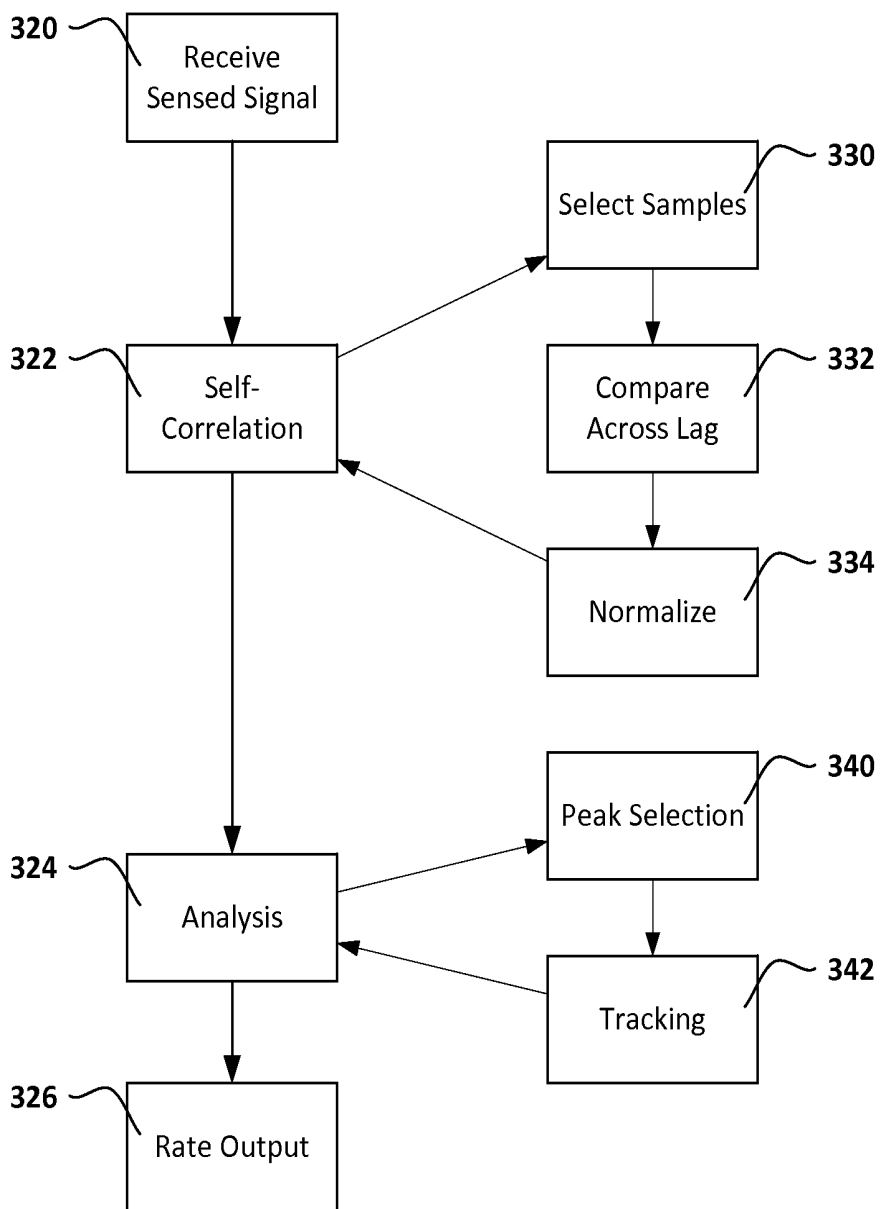 320
Receive
Sensed Signal
330
Select Samples
322
Self-
Correlation
332
Compare
Across Lag
334
Normalize
340
Peak Selection
324
Analysis
342
Tracking
326
Rate Output